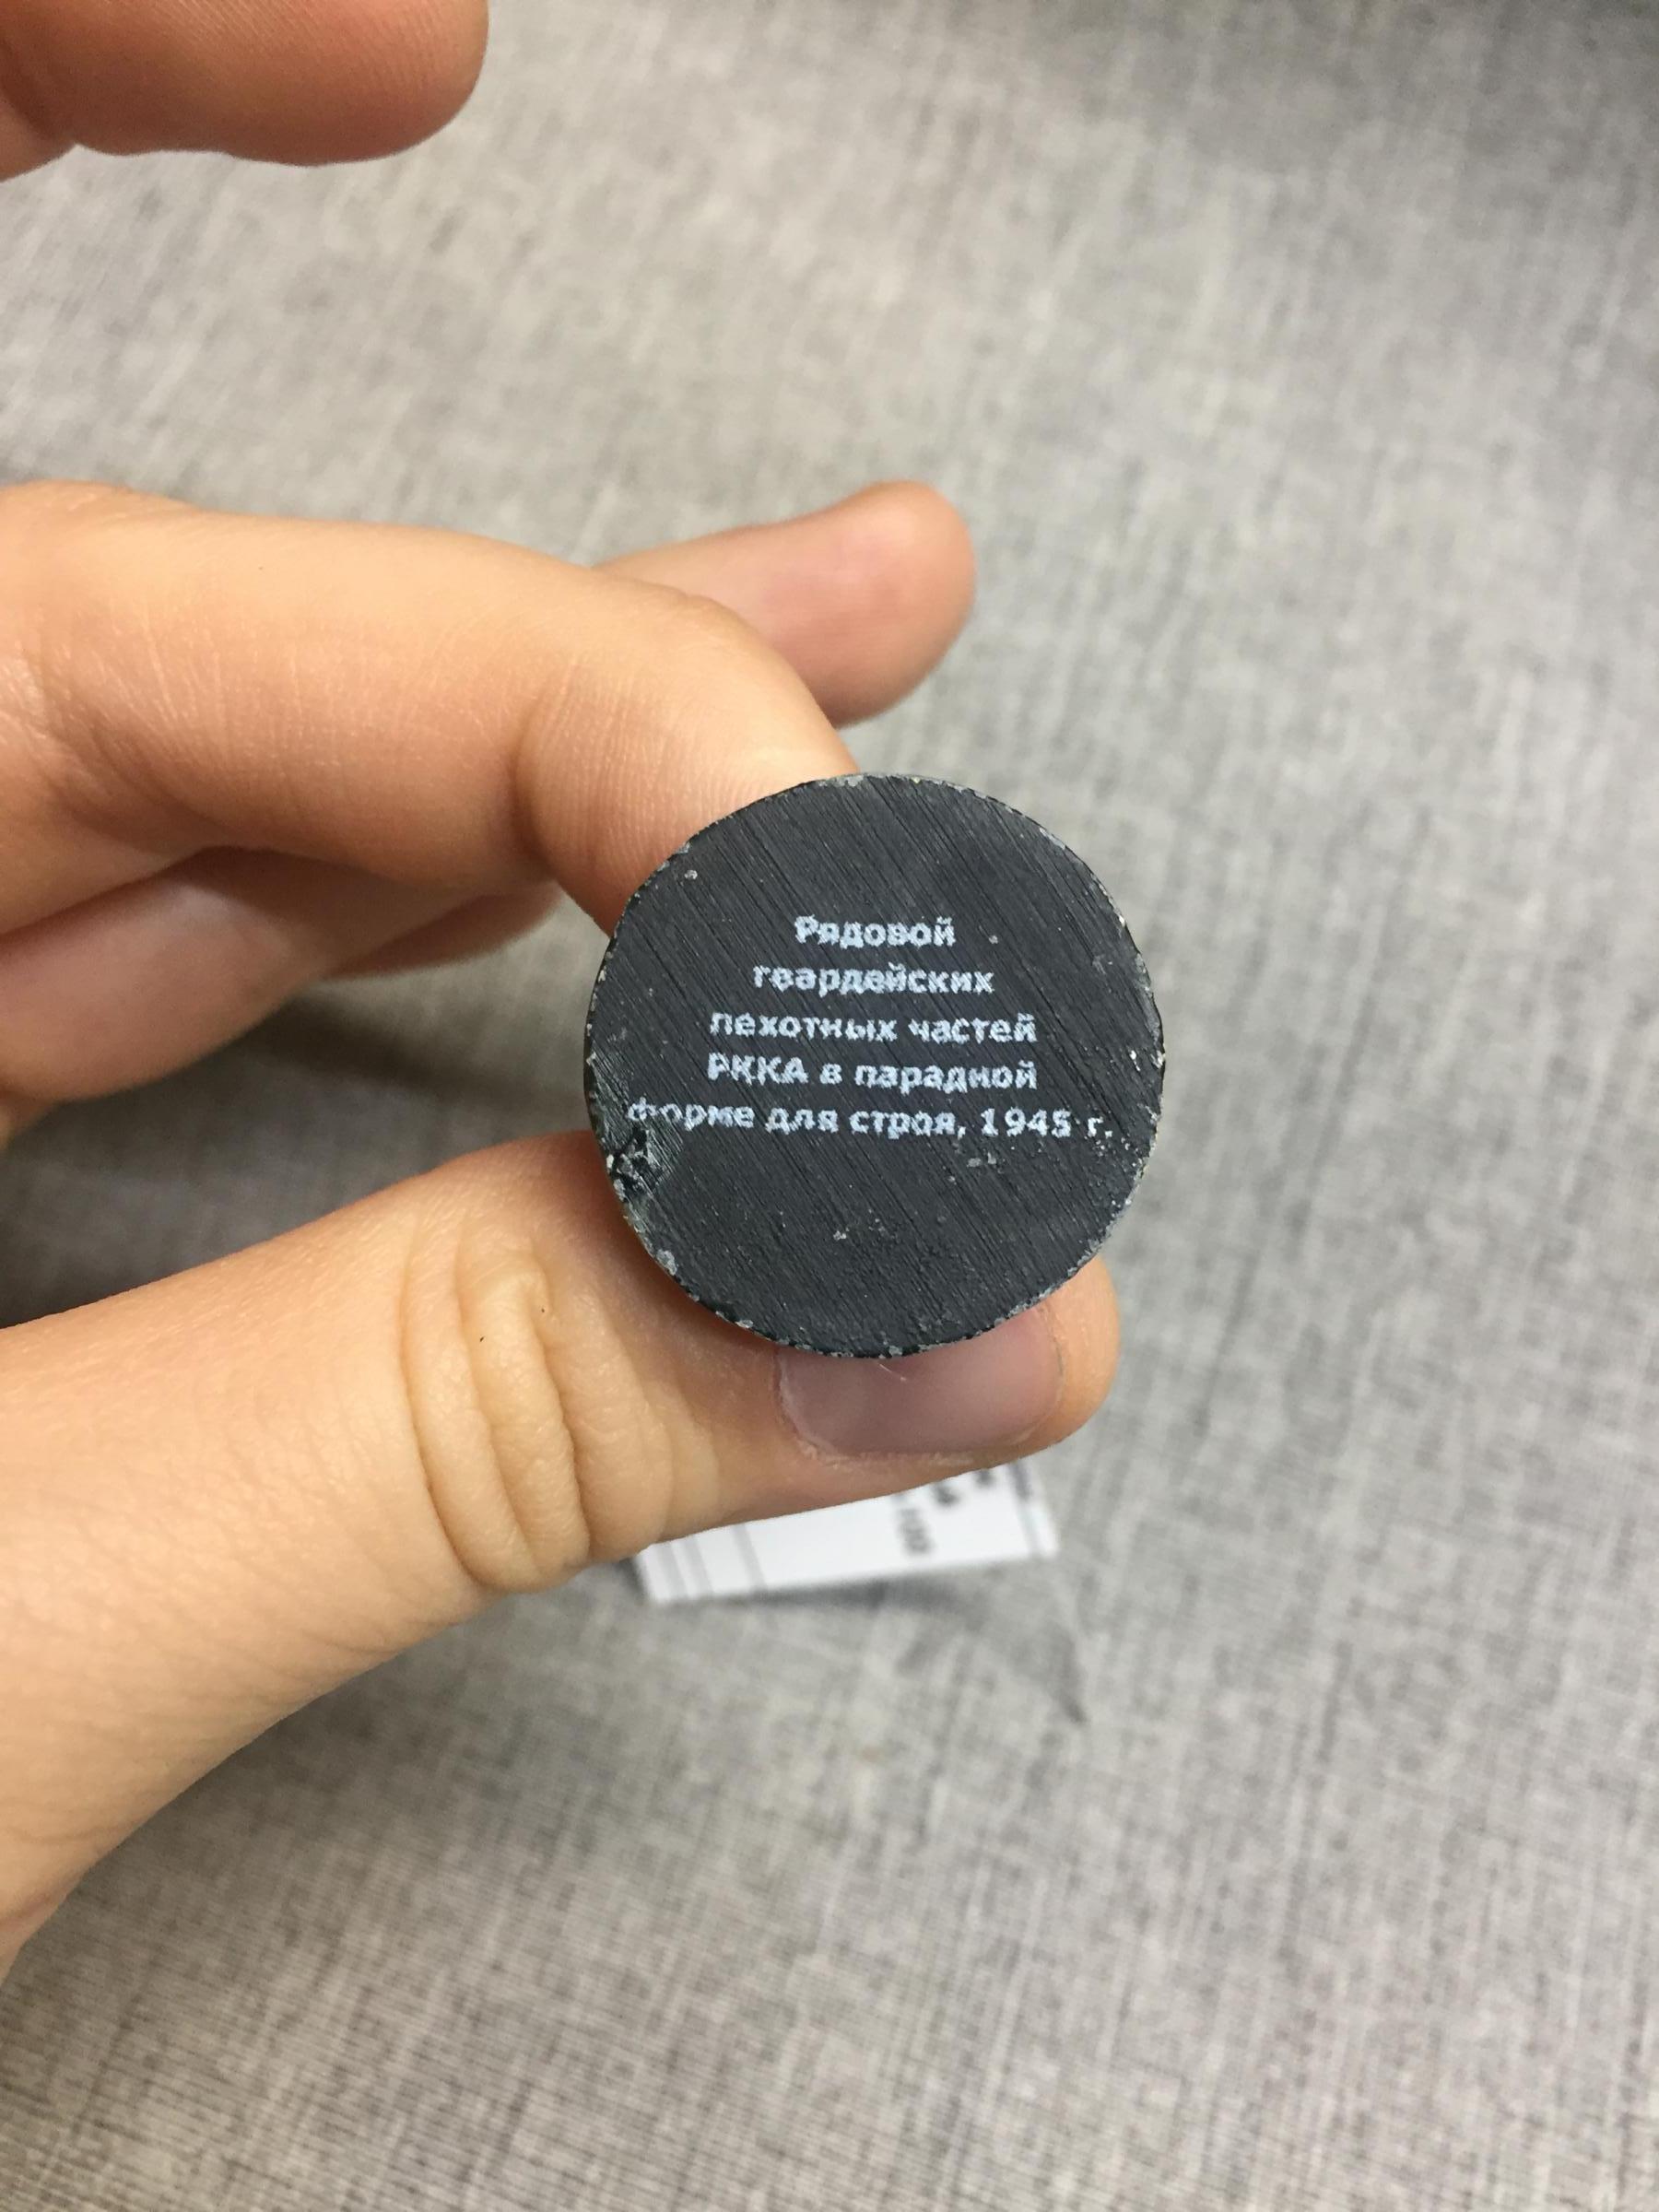 Рядовой
гвардейских
пехотных частей
РККА в парадной
форме для строя, 1945 г.